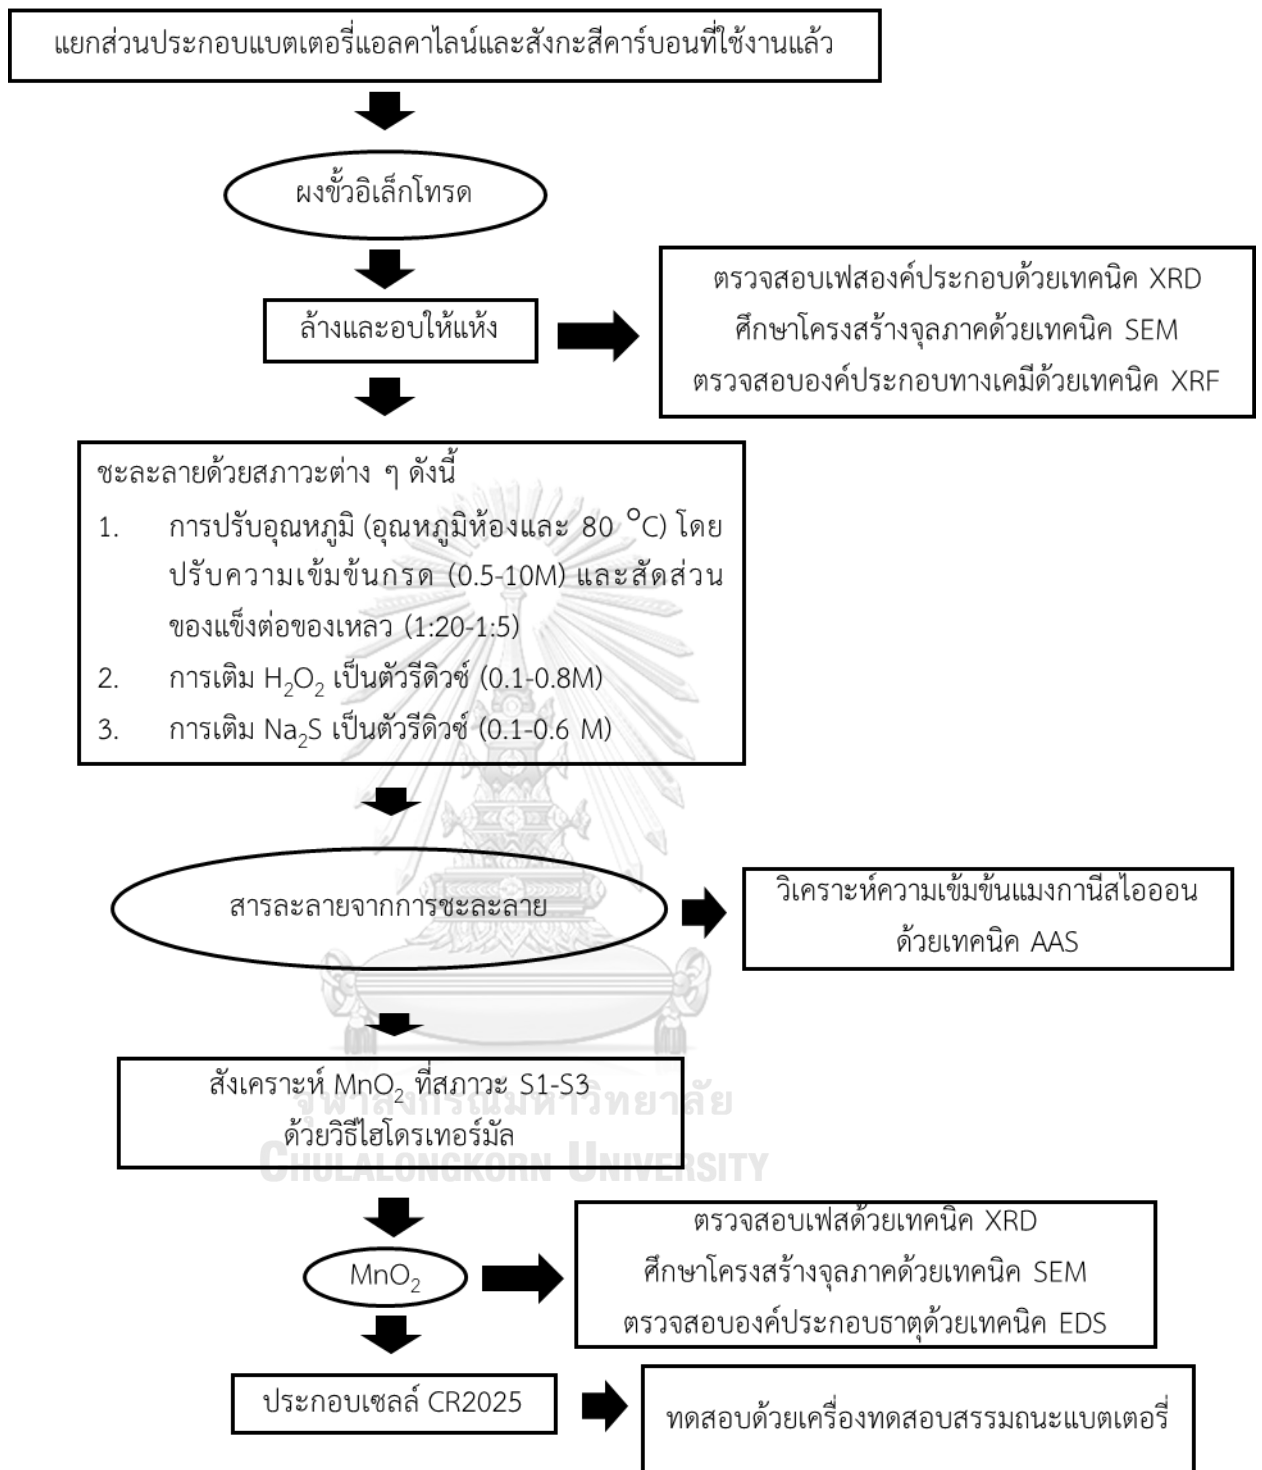 แยกส่วนประกอบแบตเตอรี่แอลคาไลน์และสังกะสีคาร์บอนที่ใช้งานแล้ว
ผงขั้วอิเล็กโทรด
ล้างและอบให้แห้ง
ตรวจสอบเฟสองค์ประกอบด้วยเทคนิค XRD
ศึกษาโครงสร้างจุลภาคด้วยเทคนิค SEM
ตรวจสอบองค์ประกอบทางเคมีด้วยเทคนิค XRF
ชะละลายด้วยสภาวะต่าง ๆ ดังนี้
1. การปรับอุณหภูมิ (อุณหภูมิห้องและ 80 °C) โดย
ปรับความเข้มข้นกรด (0.5-10M) และสัดส่วน
ของแข็งต่อของเหลว (1:20-1:5)
2. การเติม H₂O₂ เป็นตัวรีดิวซ์ (0.1-0.8M)
3. การเติม Na₂S เป็นตัวรีดิวซ์ (0.1-0.6 M)
สารละลายจากการชะละลาย
วิเคราะห์ความเข้มข้นแมงกานีสไอออน
ด้วยเทคนิค AAS
สังเคราะห์ MnO₂ ที่สภาวะ S1-S3
ด้วยวิธีไฮโดรเทอร์มัล
จุฬาลงกรณ์มหาวิทยาลัย
CHULALONGKORN UNIVERSITY
MnO₂
ตรวจสอบเฟสด้วยเทคนิค XRD
ศึกษาโครงสร้างจุลภาคด้วยเทคนิค SEM
ตรวจสอบองค์ประกอบธาตุด้วยเทคนิค EDS
ประกอบเซลล์ CR2025
ทดสอบด้วยเครื่องทดสอบสรรมถนะแบตเตอรี่